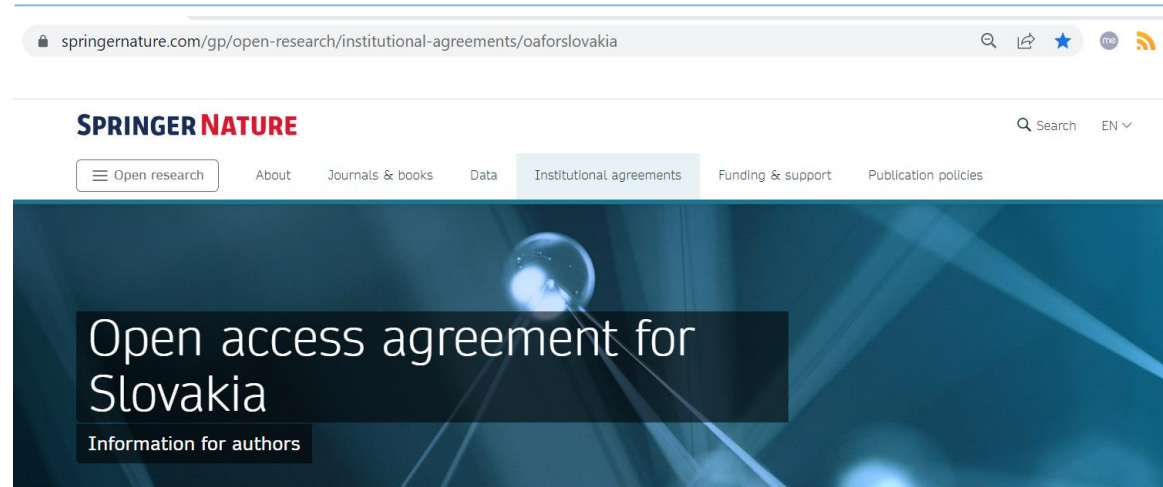 springernature.com/gp/open-research/institutional-agreements/oaforslovakia
me
SPRINGER NATURE
Search EN
Open research About Journals & books Data Institutional agreements Funding & support Publication policies
Open access agreement for
Slovakia
Information for authors